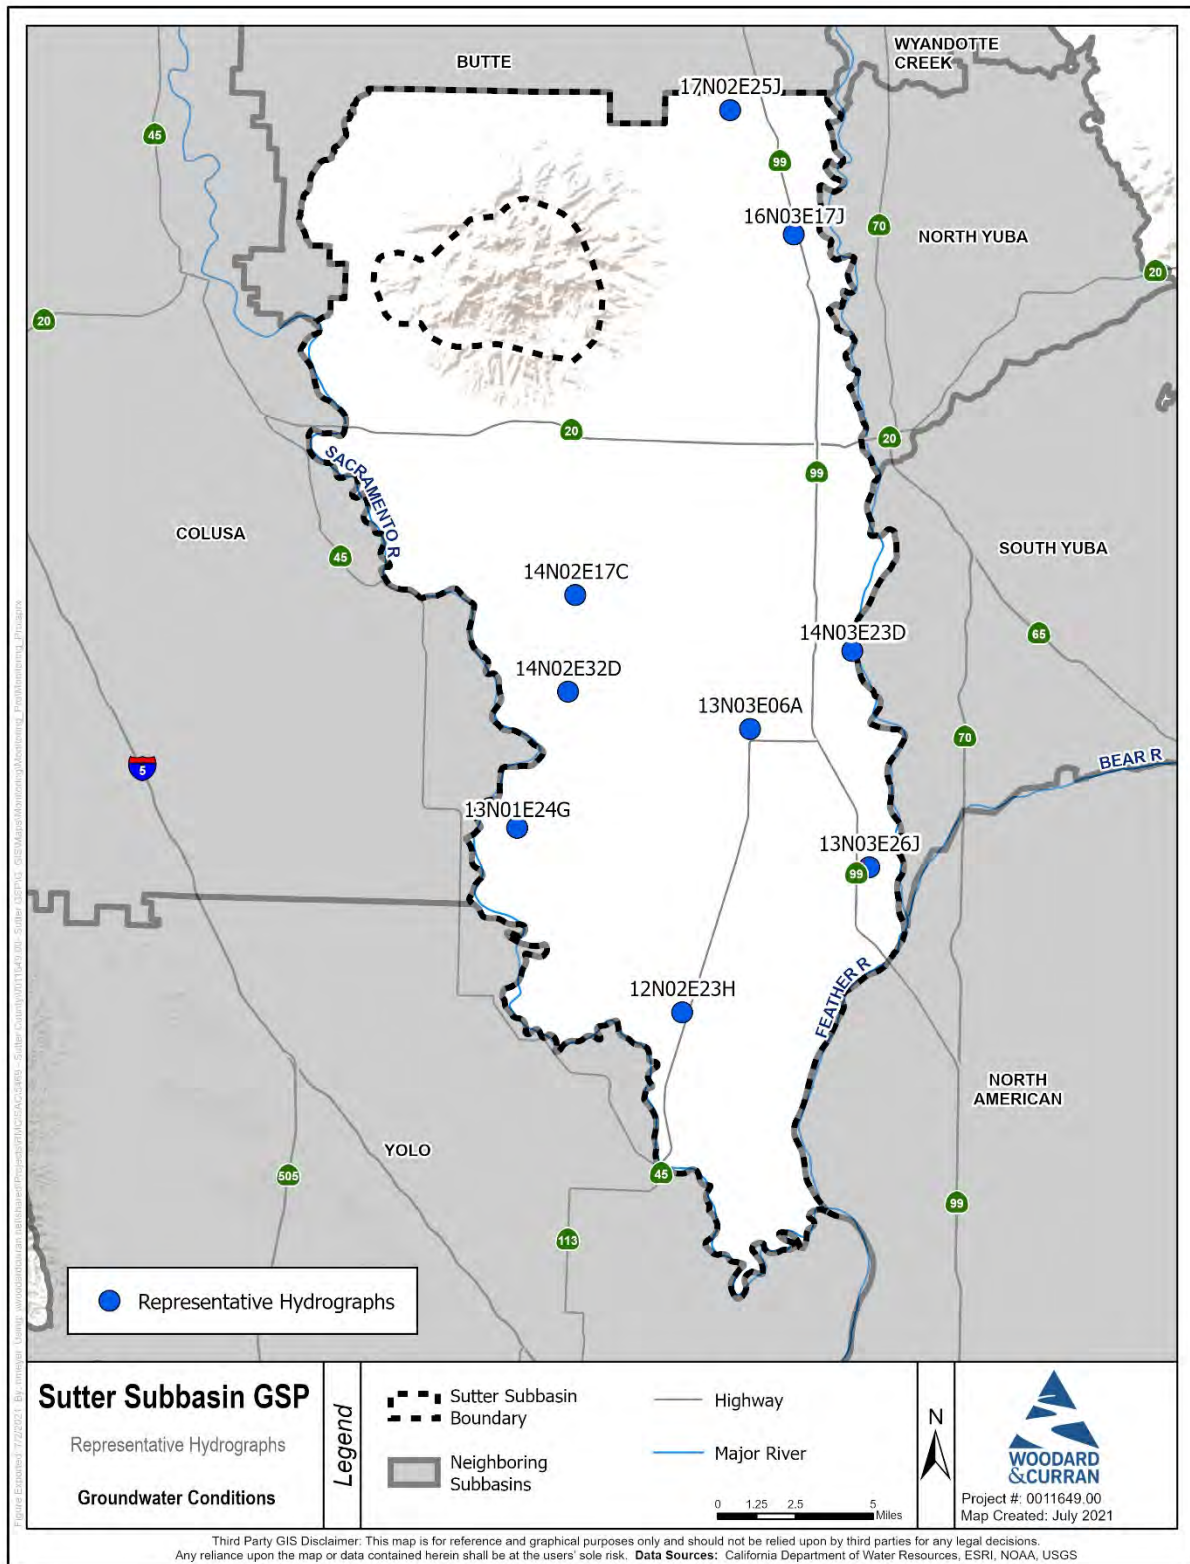 BUTTE
WYANDOTTE
CREEK
17N02E25J
45
99
16N03E17J
70
NORTH YUBA
20
20
20
20
SACRAMENTO R
99
COLUSA
45
SOUTH YUBA
14N02E17C
14N03E23D
65
14N02E32D
13N03E06A
70
5
BEAR R
13N01E24G
13N03E26J
99
FEATHER R
12N02E23H
NORTH
AMERICAN
YOLO
45
505
99
113
Representative Hydrographs
Sutter Subbasin GSP
Representative Hydrographs
Groundwater Conditions
Legend
Sutter Subbasin
Boundary
Neighboring
Subbasins
Highway
Major River
0 1.25 2.5 5
Miles
N
WOODARD
&CURRAN
Project #: 0011649.00
Map Created: July 2021
Third Party GIS Disclaimer: This map is for reference and graphical purposes only and should not be relied upon by third parties for any legal decisions.
Any reliance upon the map or data contained herein shall be at the users' sole risk. Data Sources: California Department of Water Resources, ESRI, NOAA, USGS
Figure Exported: 7/2/2021